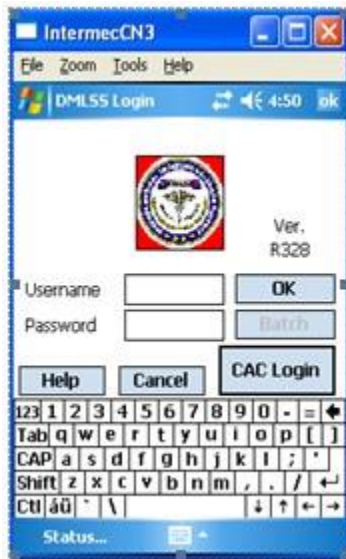 IntermecCN3
File Zoom Tools Help
DMLSS Login 4:50 ok
Ver.
R328
Username OK
Password Batch
Help Cancel CAC Login
123 1 2 3 4 5 6 7 8 9 0 - =
Tab q w e r t y u i o p [ ]
CAP a s d f g h j k l ; '
Shift z x c v b n m , . /
Ctl áü ` \
Status...